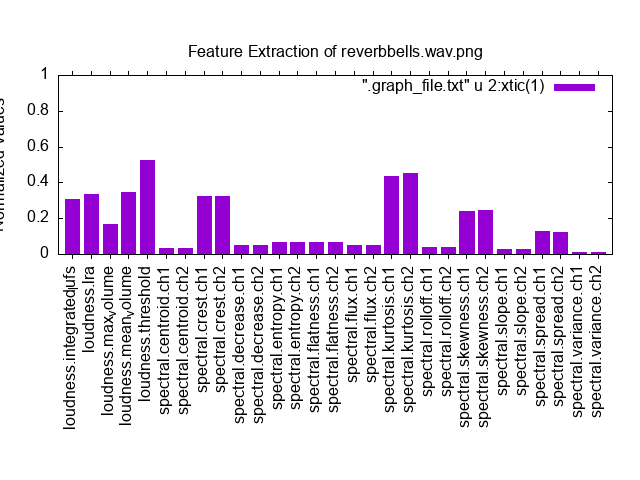 Feature Extraction of reverbbells.wav.png
".graph_file.txt" u 2:xtic(1)
Normalized Values
1
0.8
0.6
0.4
0.2
0
loudness.integratedlufs
loudness.lra
loudness.maxvolume
loudness.meanvolume
loudness.threshold
spectral.centroid.ch1
spectral.centroid.ch2
spectral.crest.ch1
spectral.crest.ch2
spectral.decrease.ch1
spectral.decrease.ch2
spectral.entropy.ch1
spectral.entropy.ch2
spectral.flatness.ch1
spectral.flatness.ch2
spectral.flux.ch1
spectral.flux.ch2
spectral.kurtosis.ch1
spectral.kurtosis.ch2
spectral.rolloff.ch1
spectral.rolloff.ch2
spectral.skewness.ch1
spectral.skewness.ch2
spectral.slope.ch1
spectral.slope.ch2
spectral.spread.ch1
spectral.spread.ch2
spectral.variance.ch1
spectral.variance.ch2